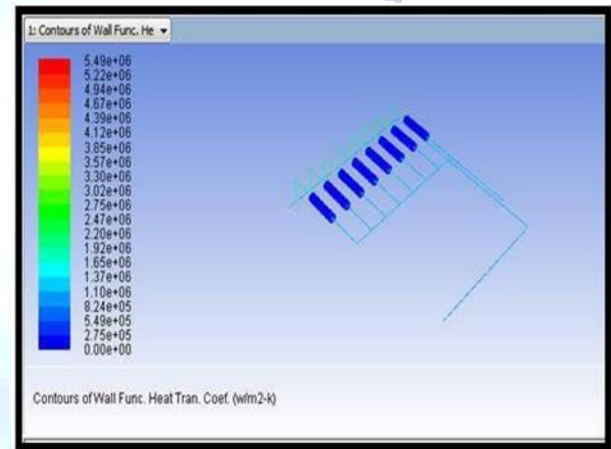 1: Contours of Wall Func. He
5.49e+06
5.22e+06
4.94e+06
4.67e+06
4.39e+06
4.12e+06
3.85e+06
3.57e+06
3.30e+06
3.02e+06
2.75e+06
2.47e+06
2.20e+06
1.92e+06
1.65e+06
1.37e+06
1.10e+06
8.24e+05
5.49e+05
2.75e+05
0.00e+00
Contours of Wall Func. Heat Tran. Coef. (w/m2-k)